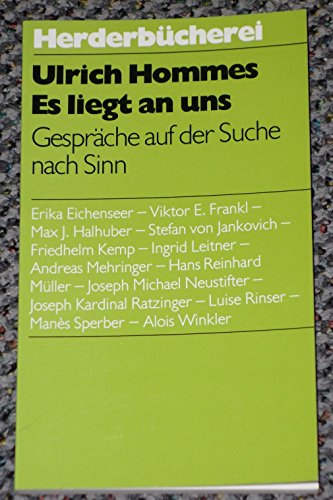 Herderbücherei
Ulrich Hommes
Es liegt an uns
Gespräche auf der Suche
nach Sinn
Erika Eichenseer – Viktor E. Frankl –
Max J. Halhuber – Stefan von Jankovich –
Friedhelm Kemp – Ingrid Leitner –
Andreas Mehringer – Hans Reinhard
Müller – Joseph Michael Neustifter –
Joseph Kardinal Ratzinger – Luise Rinser –
Manès Sperber – Alois Winkler